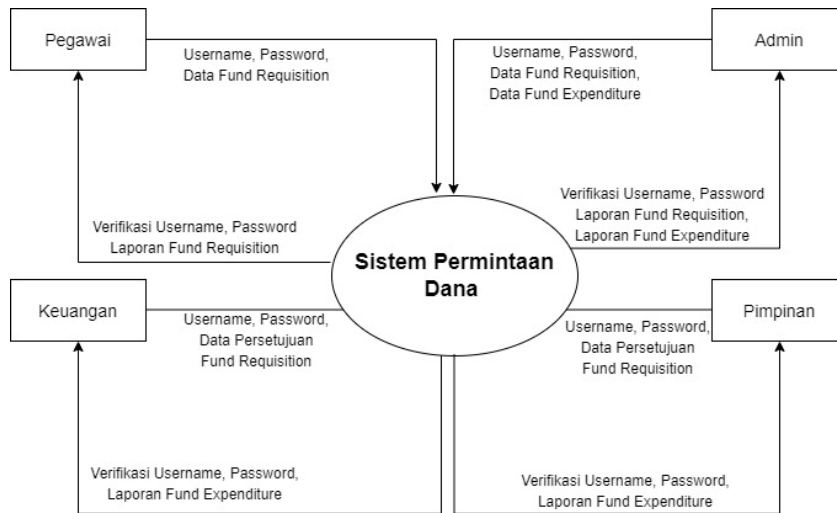 Pegawai
Username, Password,
Data Fund Requisition
Username, Password,
Data Fund Requisition,
Data Fund Expenditure
Admin
Verifikasi Username, Password
Laporan Fund Requisition
Verifikasi Username, Password
Laporan Fund Requisition,
Laporan Fund Expenditure
Sistem Permintaan
Dana
Keuangan
Username, Password,
Data Persetujuan
Fund Requisition
Username, Password,
Data Persetujuan
Fund Requisition
Pimpinan
Verifikasi Username, Password,
Laporan Fund Expenditure
Verifikasi Username, Password,
Laporan Fund Expenditure